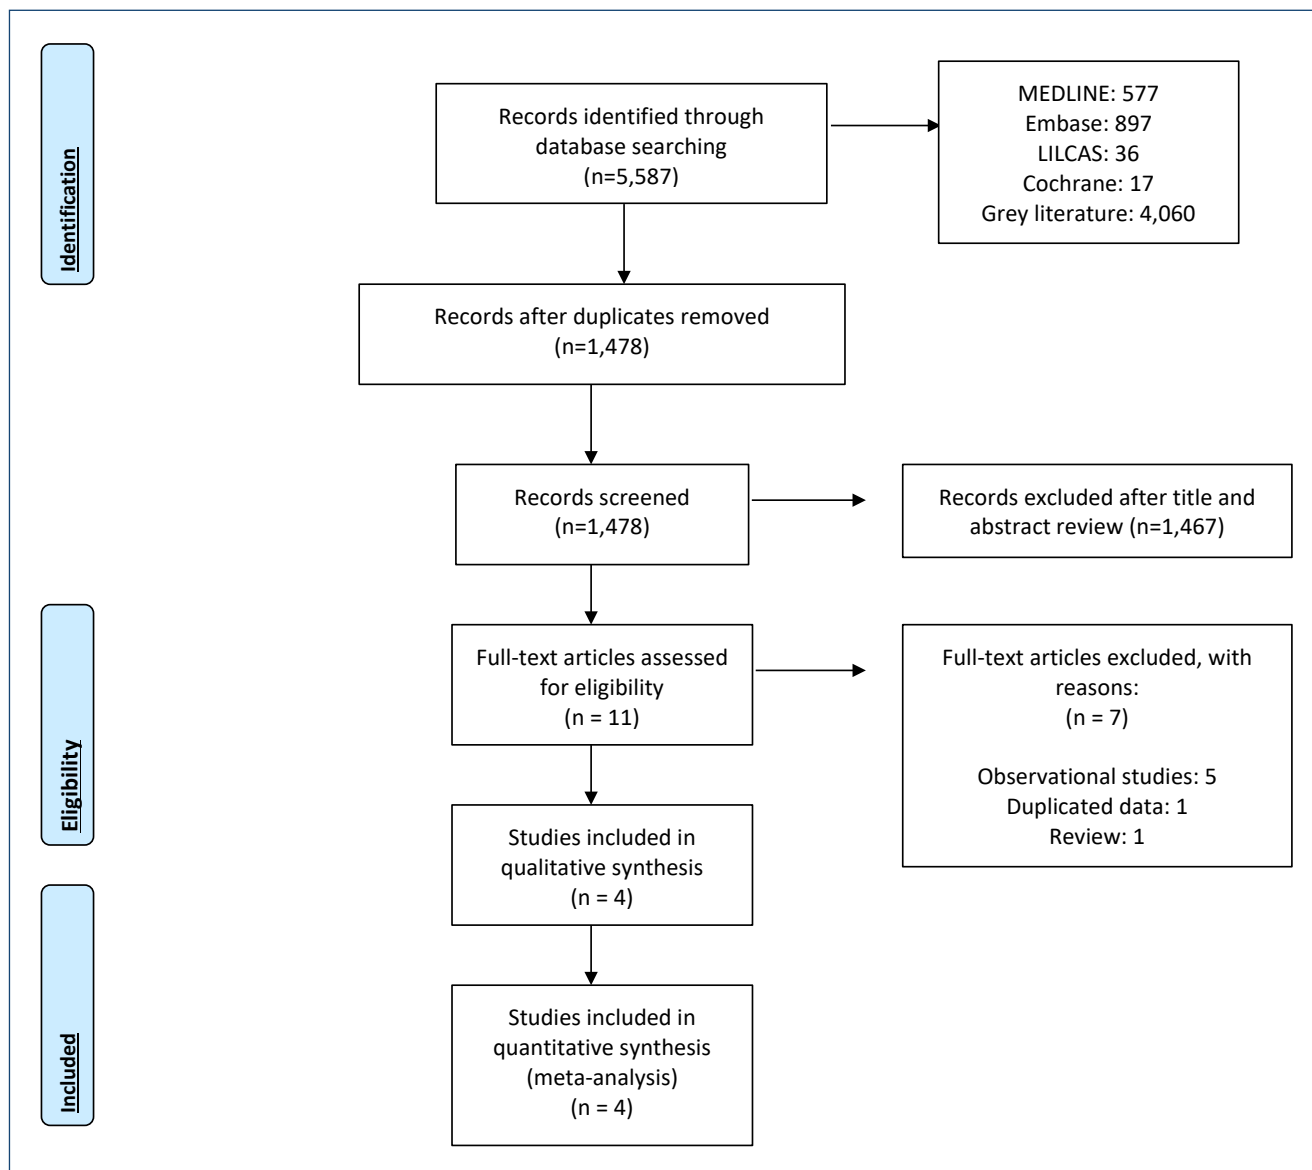 Identification
Records identified through
database searching
(n=5,587)
MEDLINE: 577
Embase: 897
LILCAS: 36
Cochrane: 17
Grey literature: 4,060
Records after duplicates removed
(n=1,478)
Records screened
(n=1,478)
Records excluded after title and
abstract review (n=1,467)
Eligibility
Full-text articles assessed
for eligibility
(n = 11)
Full-text articles excluded, with
reasons:
(n = 7)
Observational studies: 5
Duplicated data: 1
Review: 1
Studies included in
qualitative synthesis
(n = 4)
Included
Studies included in
quantitative synthesis
(meta-analysis)
(n = 4)